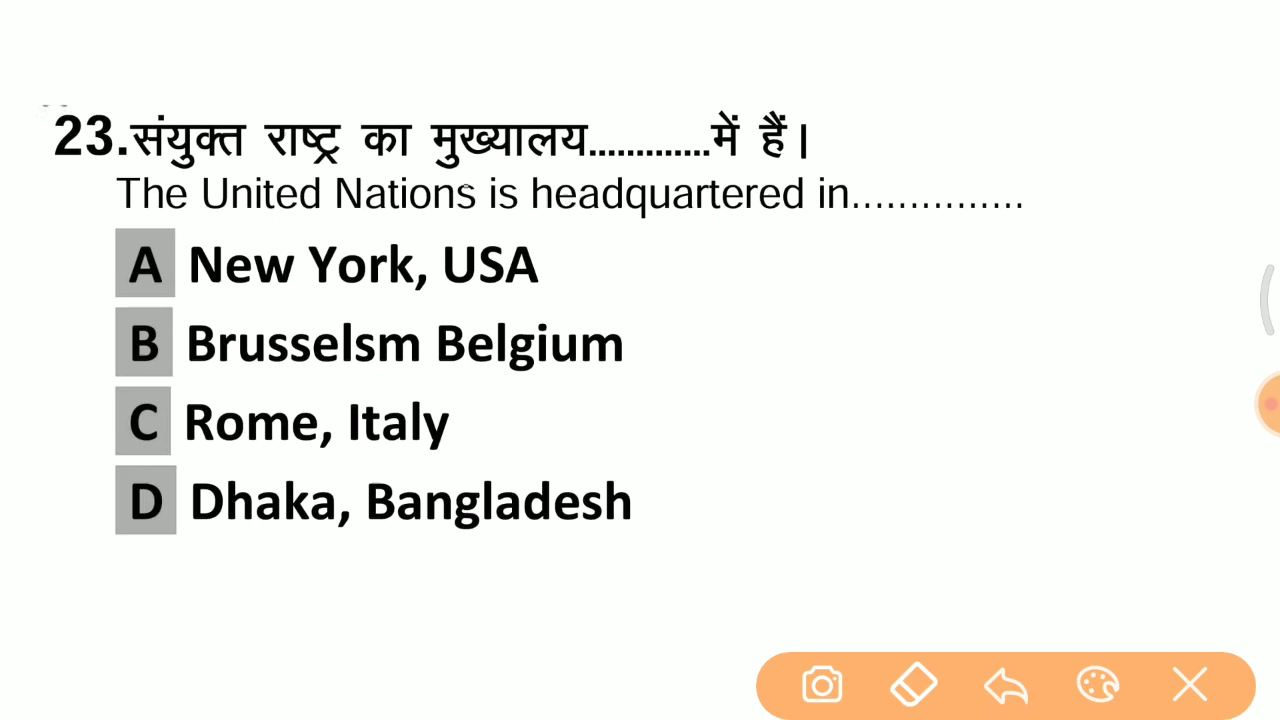 23.संयुक्त राष्ट्र का मुख्यालय.............में हैं।
The United Nations is headquartered in...............
A New York, USA
B Brusselsm Belgium
C Rome, Italy
D Dhaka, Bangladesh